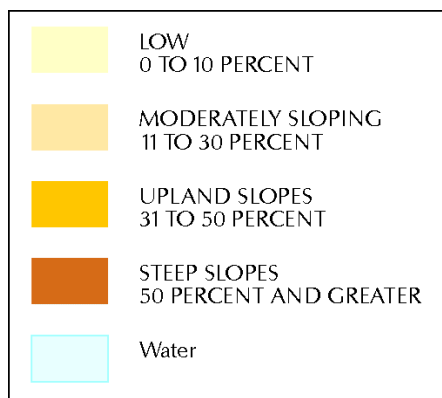 LOW
0 TO 10 PERCENT
MODERATELY SLOPING
11 TO 30 PERCENT
UPLAND SLOPES
31 TO 50 PERCENT
STEEP SLOPES
50 PERCENT AND GREATER
Water